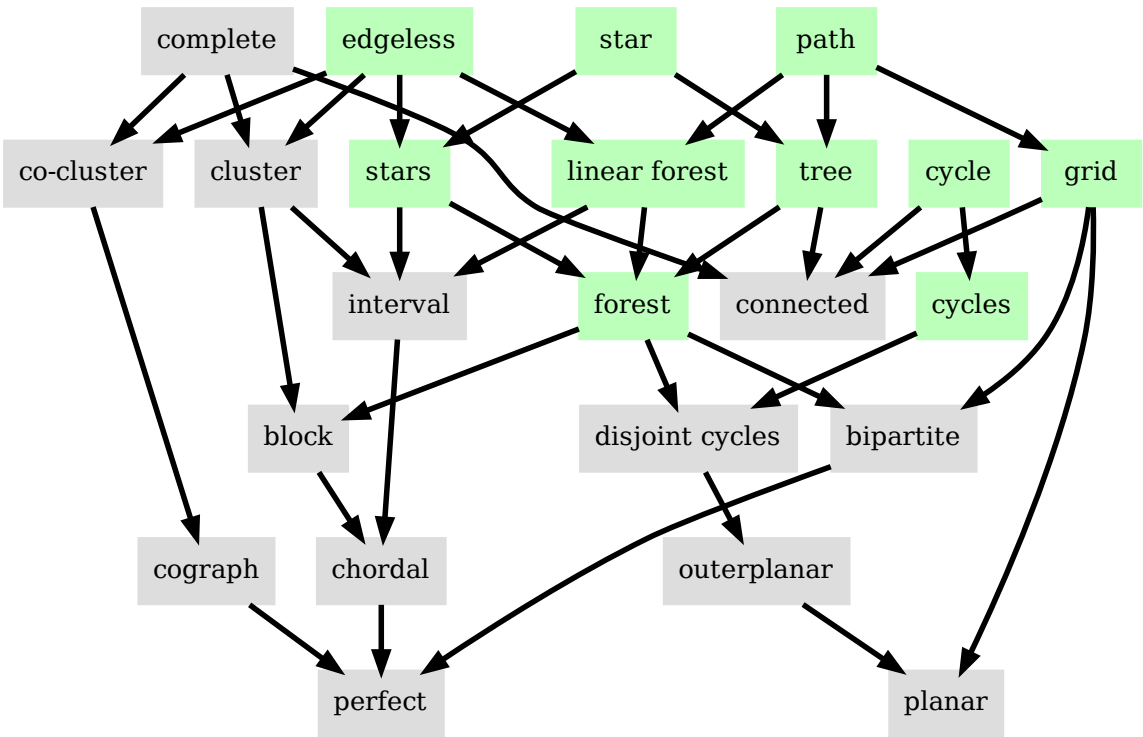 complete
edgeless
star
path
co-cluster
cluster
stars
linear forest
tree
cycle
grid
interval
forest
connected
cycles
block
disjoint cycles
bipartite
cograph
chordal
outerplanar
perfect
planar